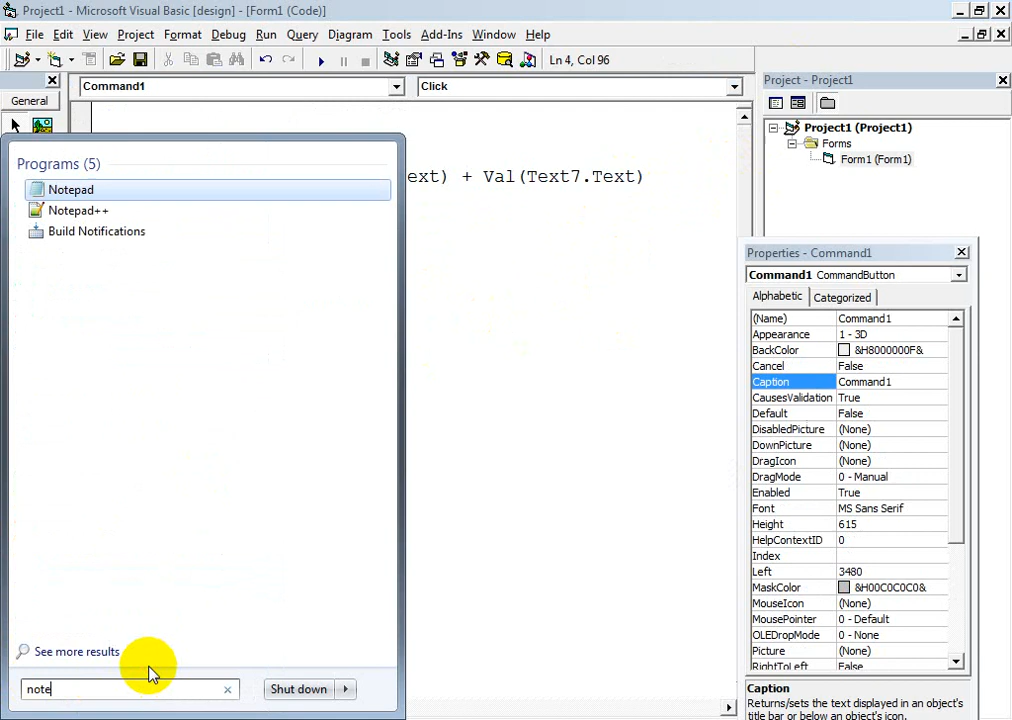 Project1 - Microsoft Visual Basic [design] - [Form1 (Code)]
File Edit View Project Format Debug Run Query Diagram Tools Add-Ins Window Help
Ln 4, Col 96
General
Command1
Click
Project - Project1
Project1 (Project1)
Forms
Form1 (Form1)
ext) + Val(Text7.Text)
Programs (5)
Notepad
Notepad++
Build Notifications
See more results
note
Shut down
Properties - Command1
Command1 CommandButton
Alphabetic Categorized
(Name) Command1
Appearance 1 - 3D
BackColor &H8000000F&
Cancel False
Caption Command1
CausesValidation True
Default False
DisabledPicture (None)
DownPicture (None)
DragIcon (None)
DragMode 0 - Manual
Enabled True
Font MS Sans Serif
Height 615
HelpContextID 0
Index
Left 3480
MaskColor &H00C0C0C0&
MouseIcon (None)
MousePointer 0 - Default
OLEDropMode 0 - None
Picture (None)
RightToLeft False
Caption
Returns/sets the text displayed in an object's
title bar or below an object's icon.